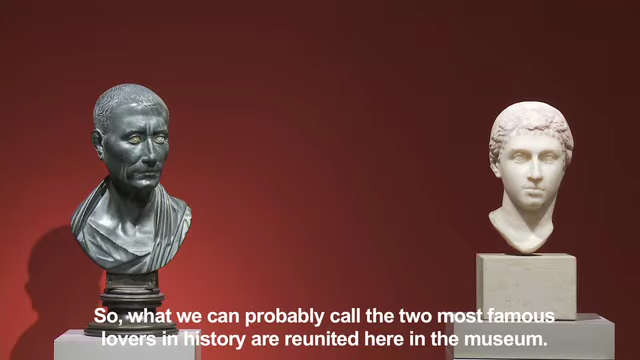 So, what we can probably call the two most famous
lovers in history are reunited here in the museum.